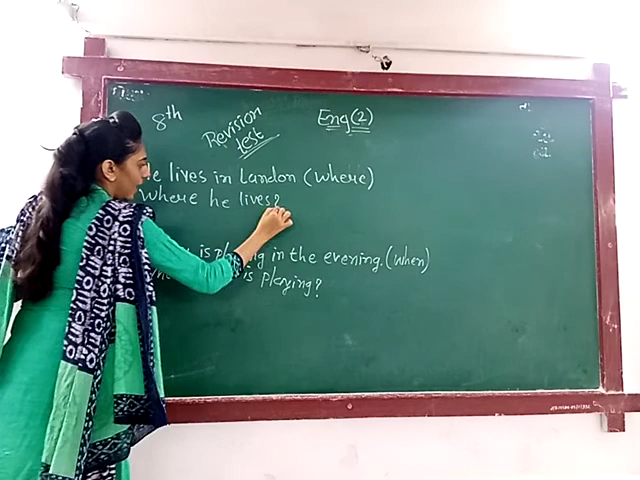 8th
Revision test
Eng (2)
e lives in Landon (where)
where he lives?
is playing in the evening. (when)
is playing?